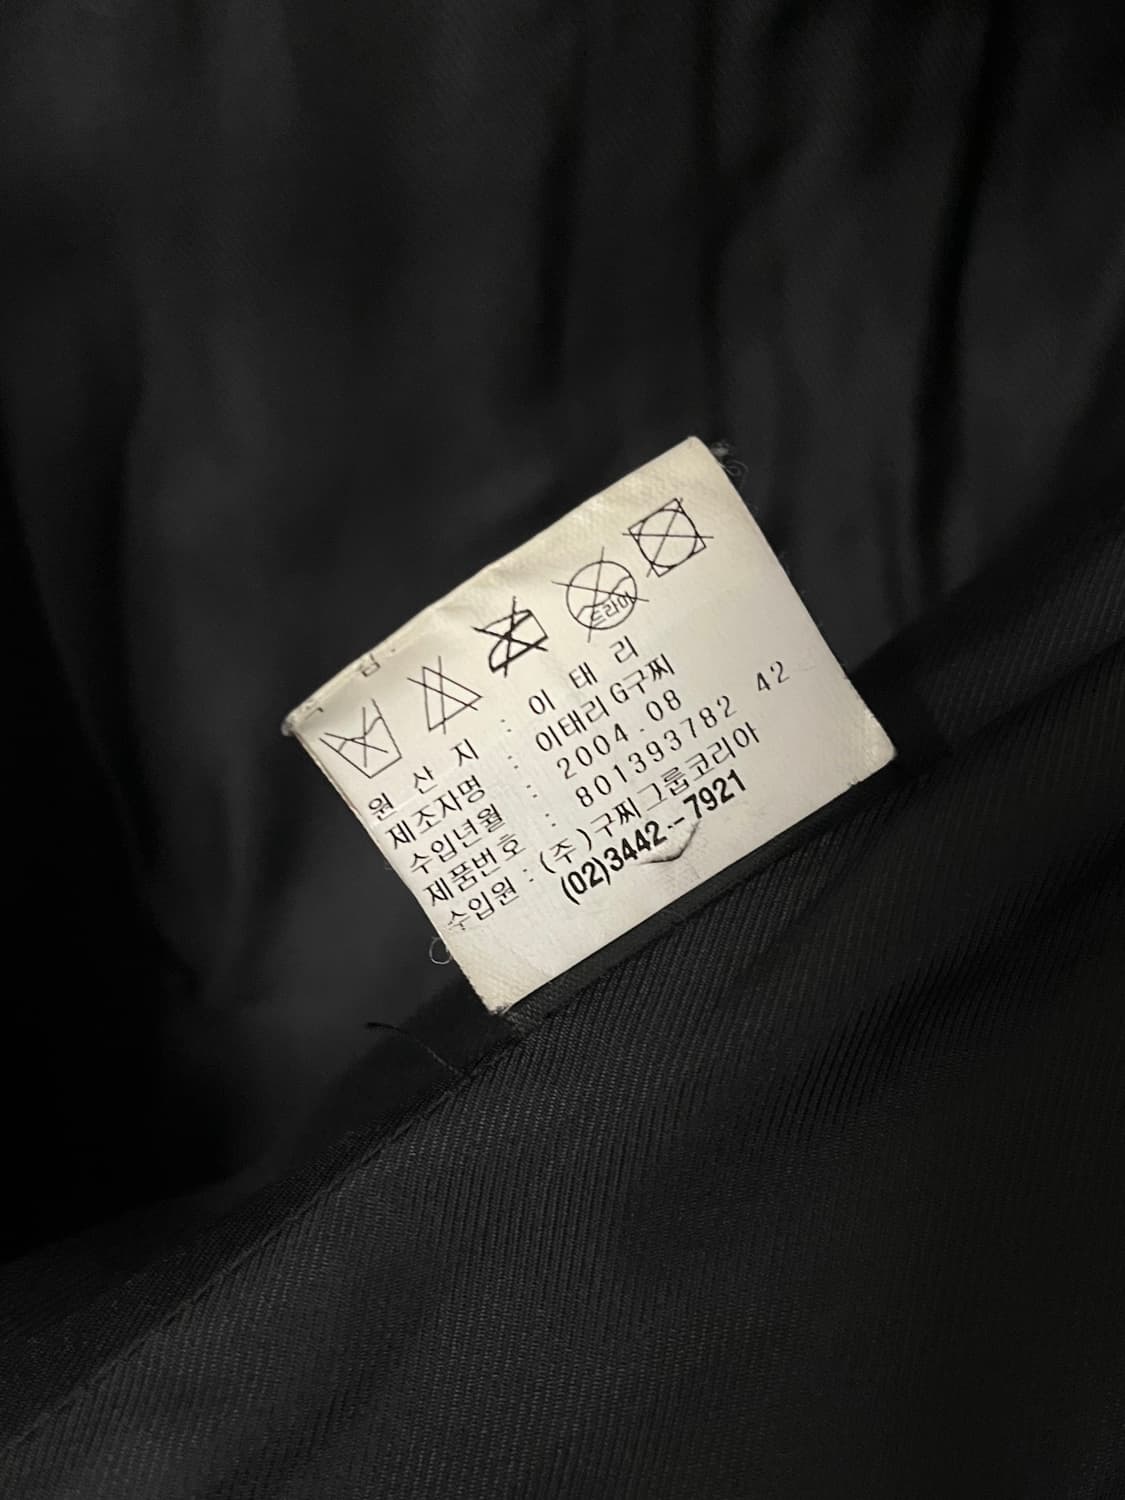 드라이
원산지 : 이태리
제조자명 : 이태리 G구찌
수입년월 : 2004.08
제품번호 : 801393782 42
수입원 : (주)구찌그룹코리아
(02)3442-7921